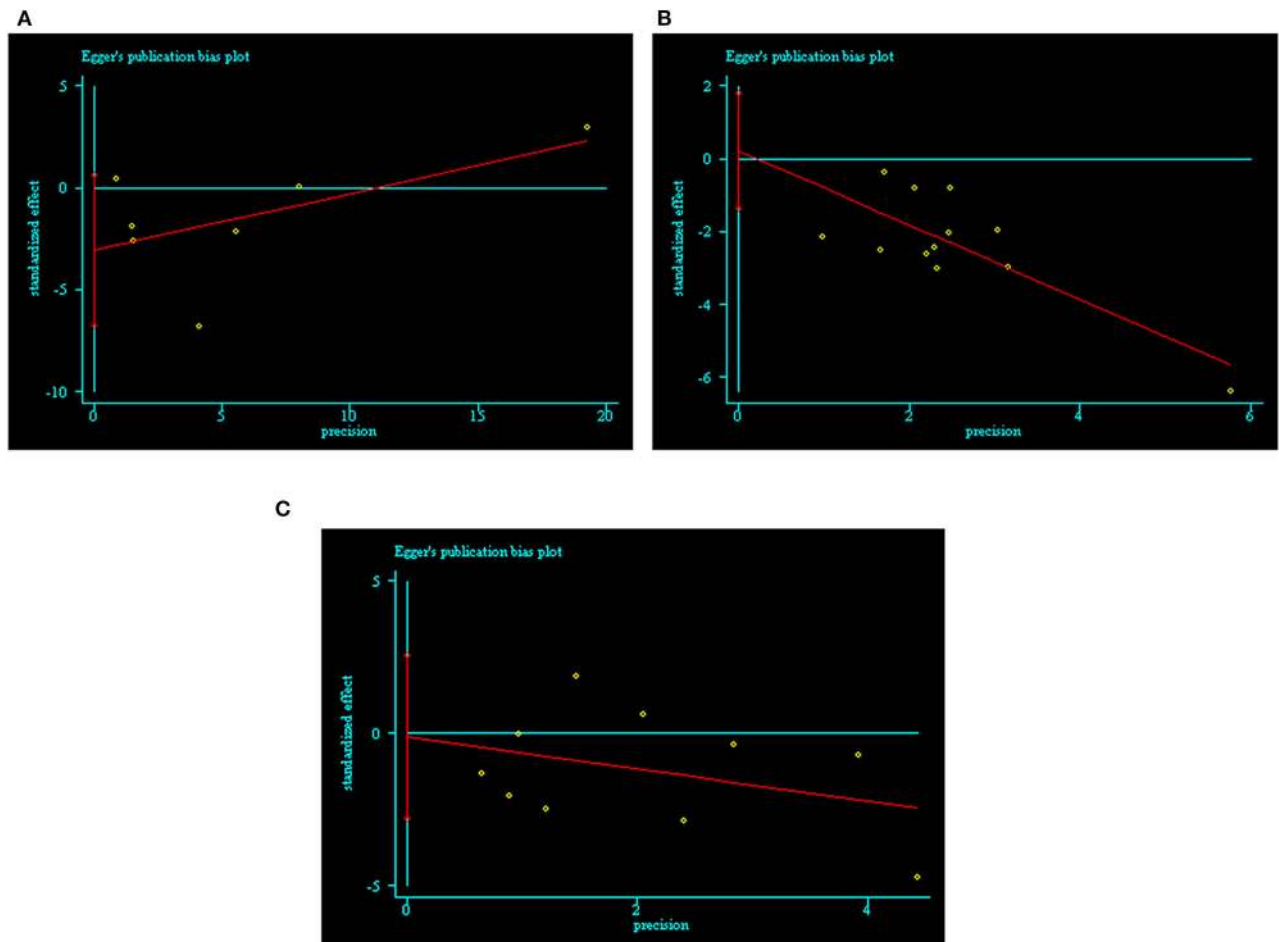 A
Egger's publication bias plot
5
0
-5
-10
standardized effect
0 5 10 15 20
precision
B
Egger's publication bias plot
2
0
-2
-4
-6
standardized effect
0 2 4 6
precision
C
Egger's publication bias plot
5
0
-5
standardized effect
0 2 4
precision